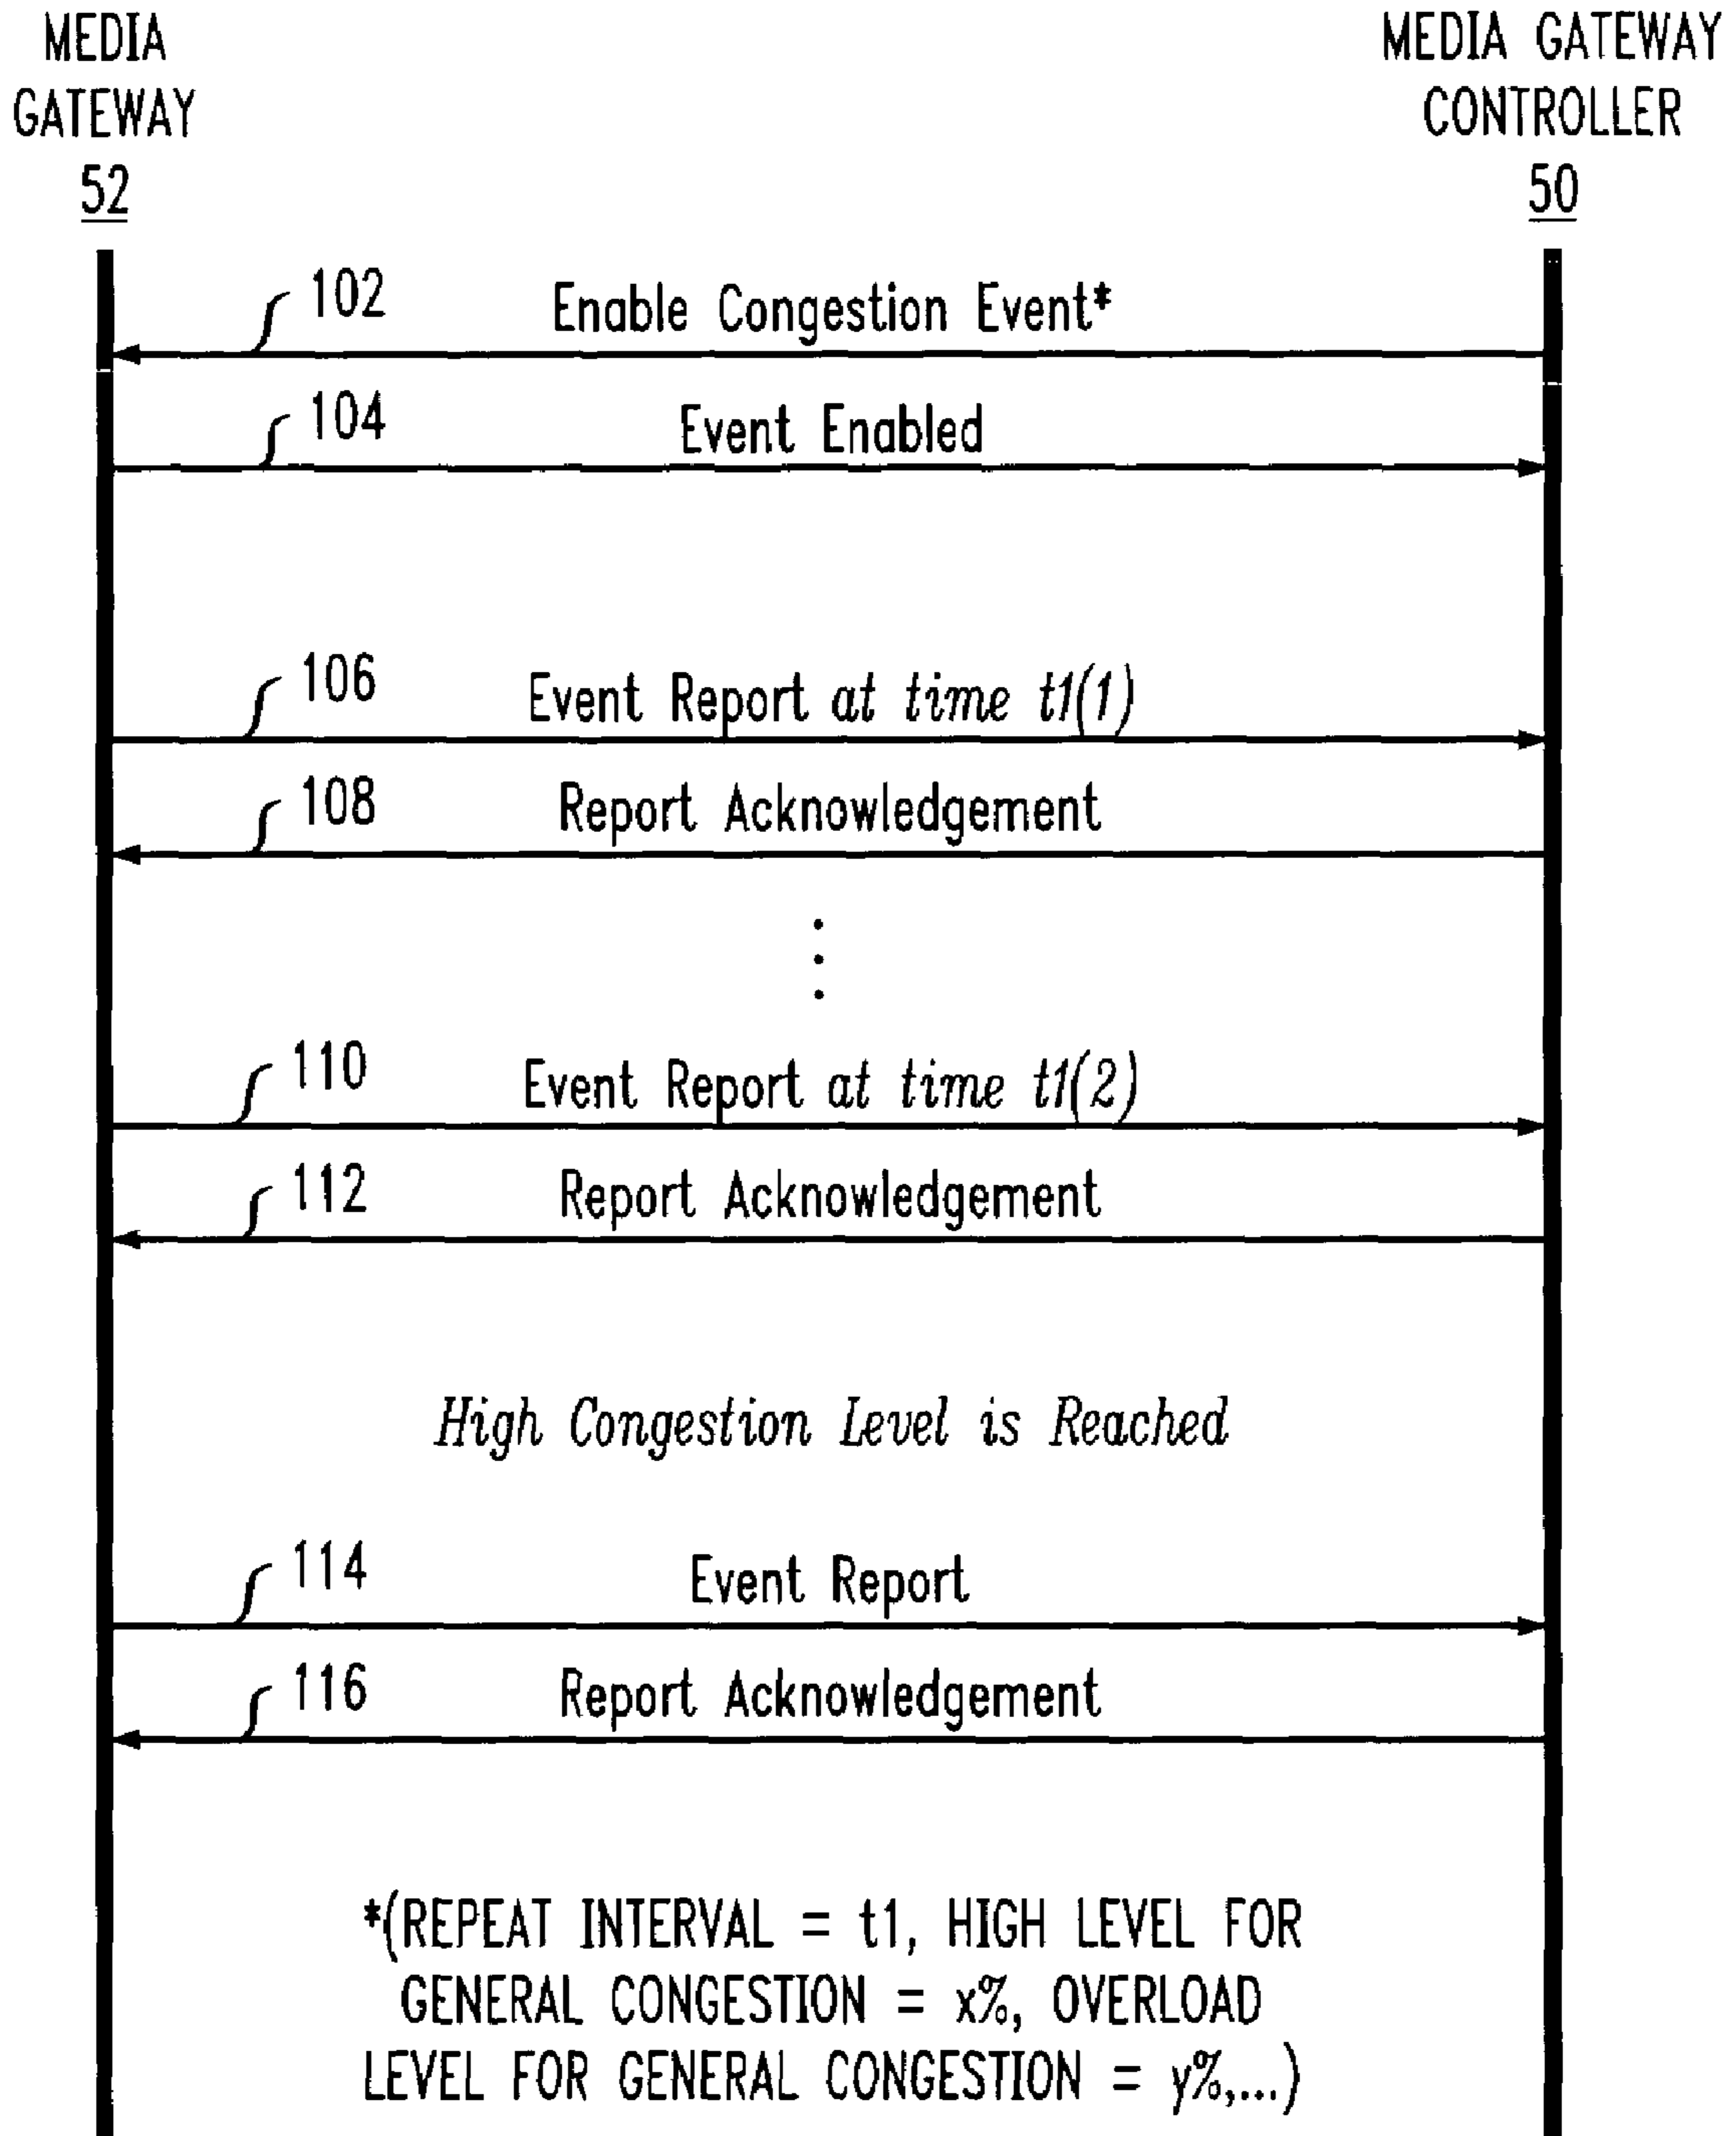 MEDIA
GATEWAY
52
MEDIA GATEWAY
CONTROLLER
50
102
Enable Congestion Event*
104
Event Enabled
106
Event Report at time t1(1)
108
Report Acknowledgement
110
Event Report at time t1(2)
112
Report Acknowledgement
High Congestion Level is Reached
114
Event Report
116
Report Acknowledgement
*(REPEAT INTERVAL = t1, HIGH LEVEL FOR
GENERAL CONGESTION = x%, OVERLOAD
LEVEL FOR GENERAL CONGESTION = y%,...)